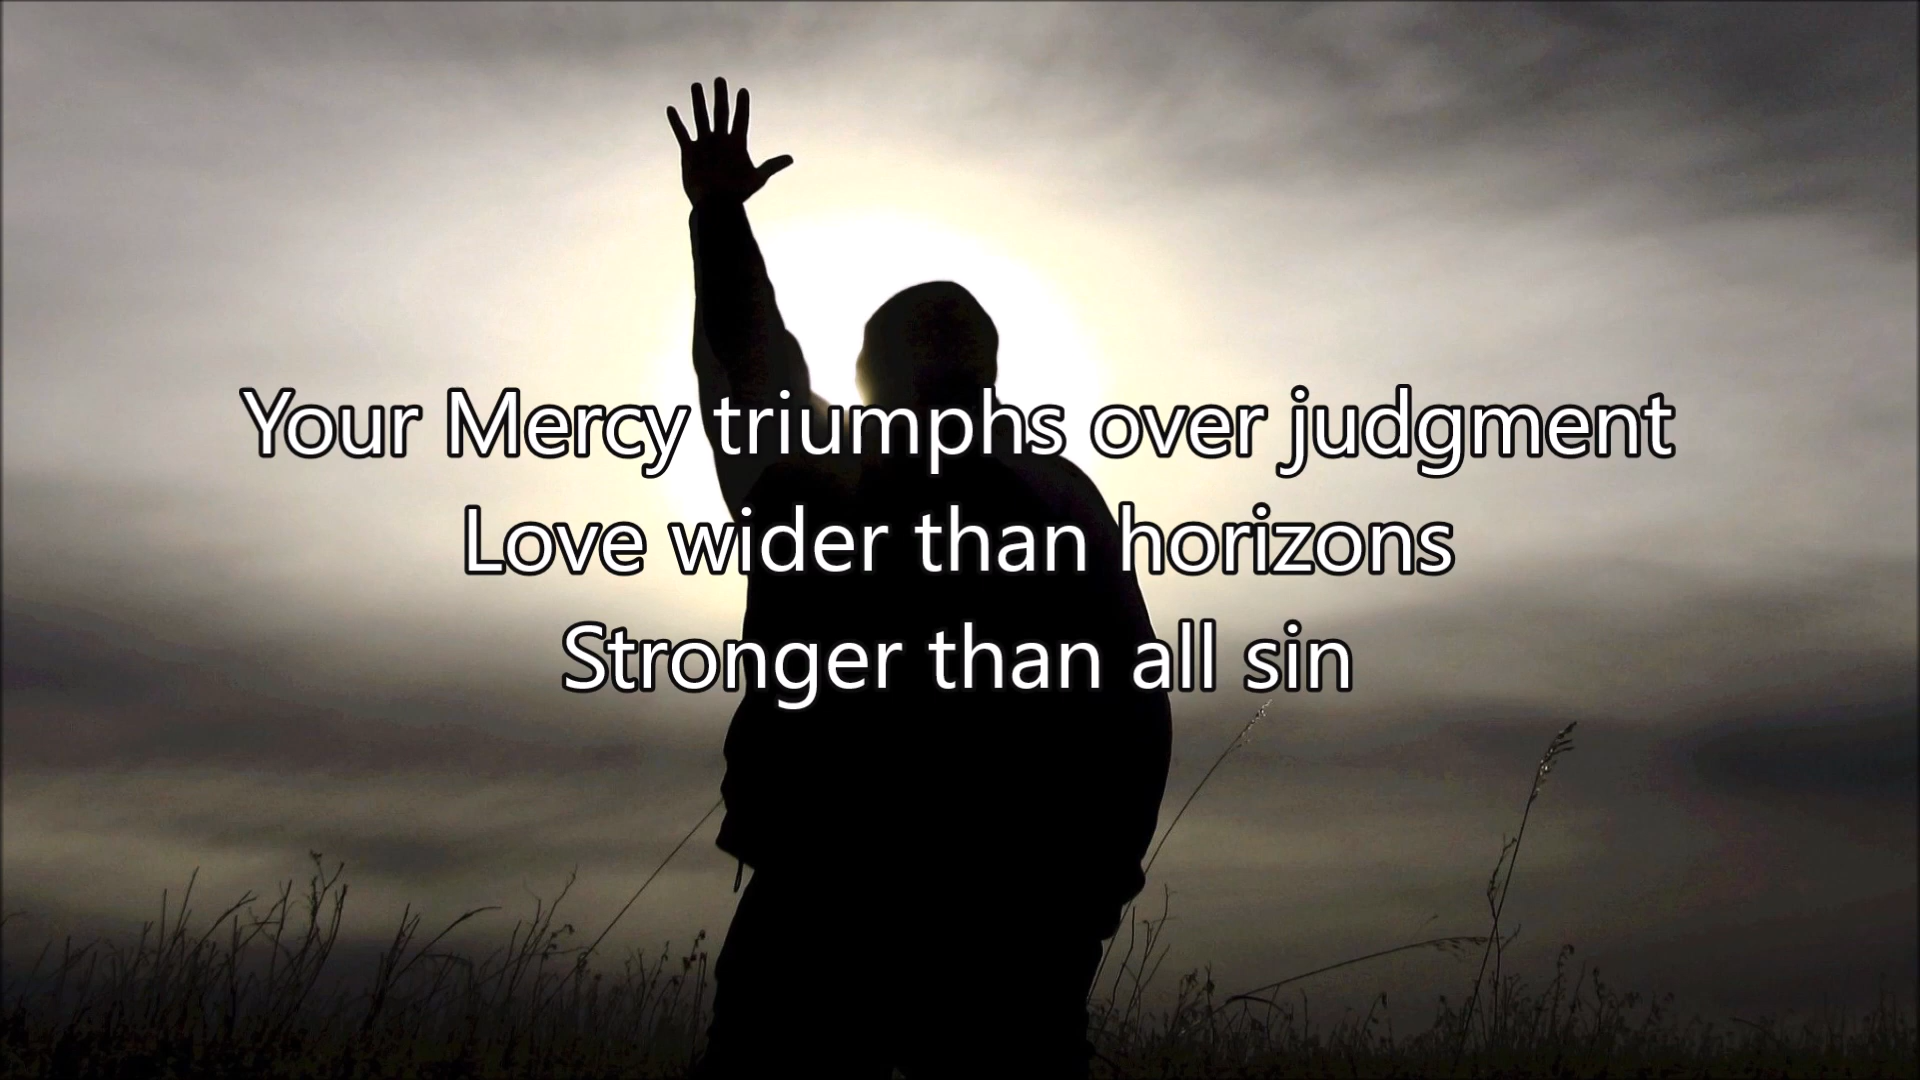 Your Mercy triumphs over judgment
Love wider than horizons
Stronger than all sin